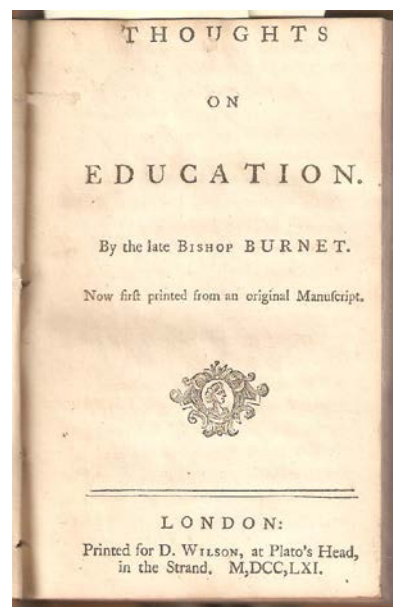 THOUGHTS
ON
EDUCATION.
By the late BISHOP BURNET.
Now firſt printed from an original Manuſcript.
LONDON:
Printed for D. WILSON, at Plato's Head,
in the Strand. M,DCC,LXI.